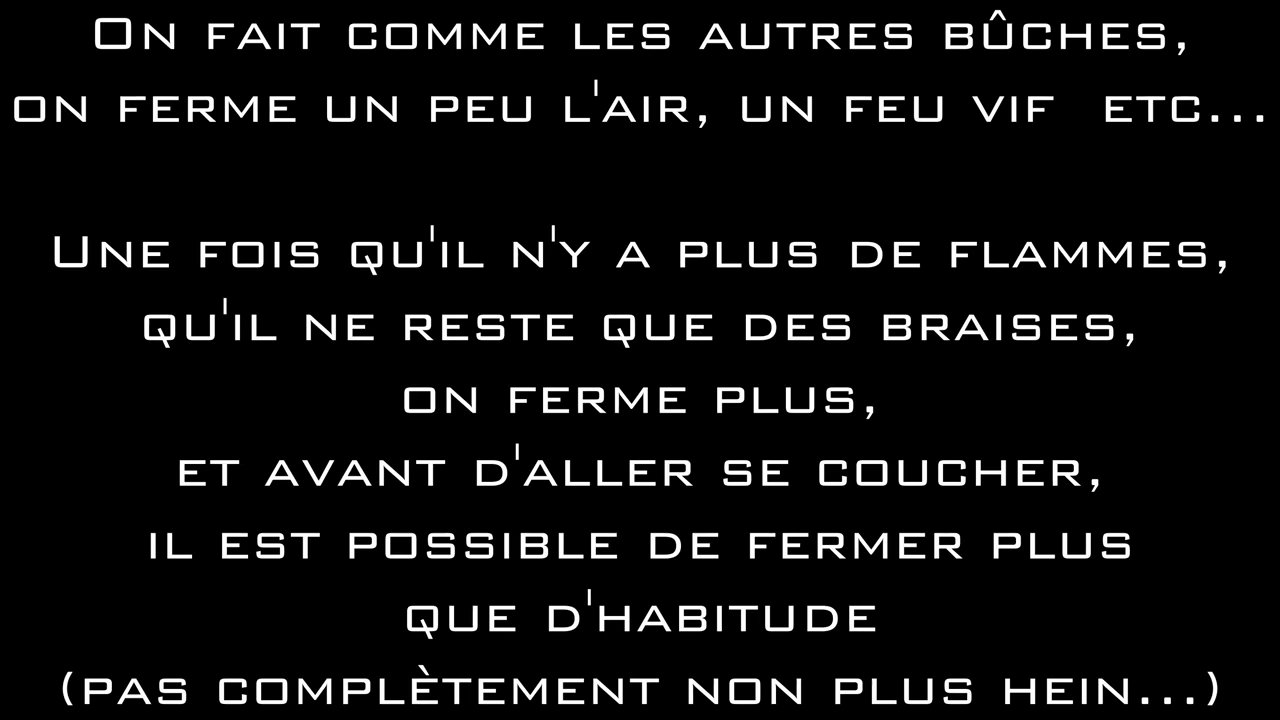 On fait comme les autres bûches,
on ferme un peu l'air, un feu vif etc...
Une fois qu'il n'y a plus de flammes,
qu'il ne reste que des braises,
on ferme plus,
et avant d'aller se coucher,
il est possible de fermer plus
que d'habitude
(pas complètement non plus hein...)